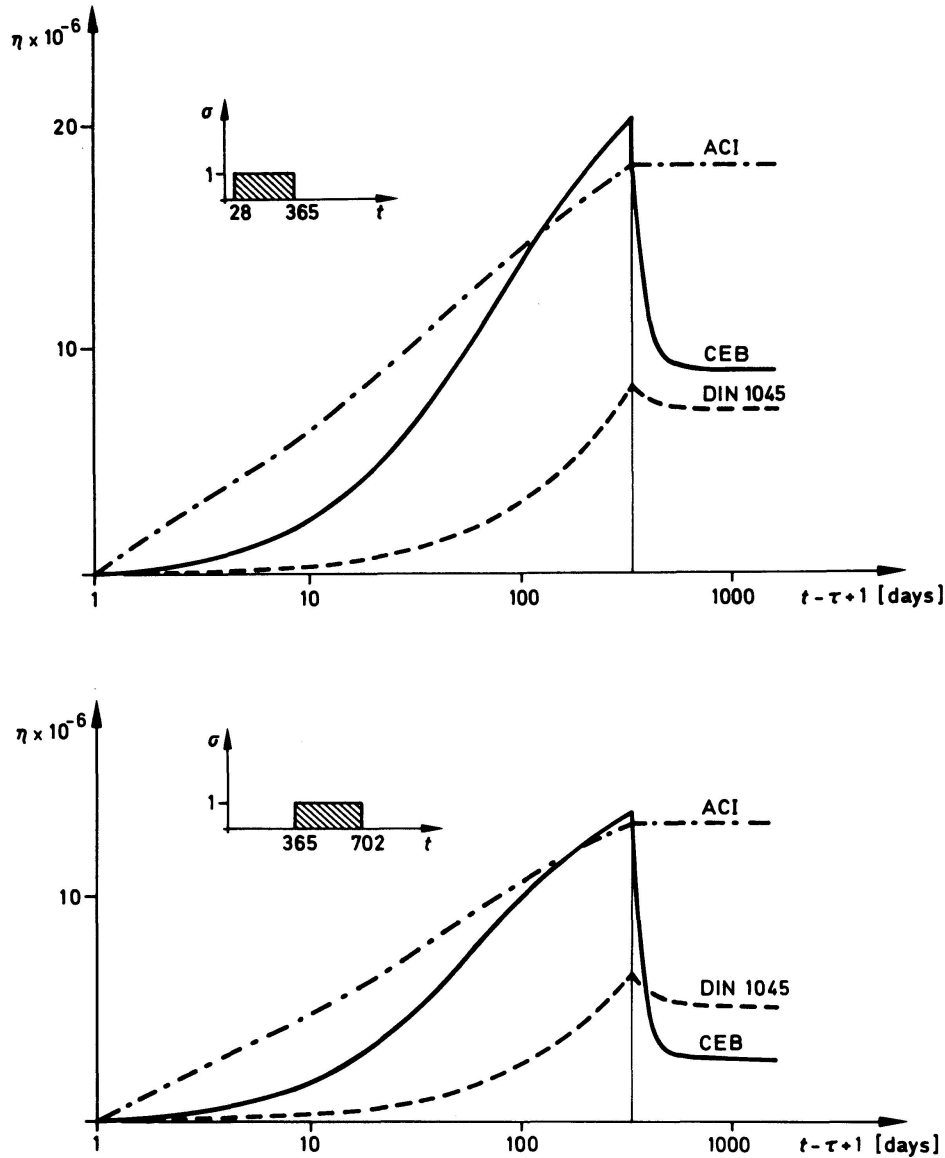 η × 10⁻⁶
20
10
σ
1
28 365 t
ACI
CEB
DIN 1045
1 10 100 1000 t - τ + 1 [days]
η × 10⁻⁶
10
σ
1
365 702 t
ACI
DIN 1045
CEB
1 10 100 1000 t - τ + 1 [days]